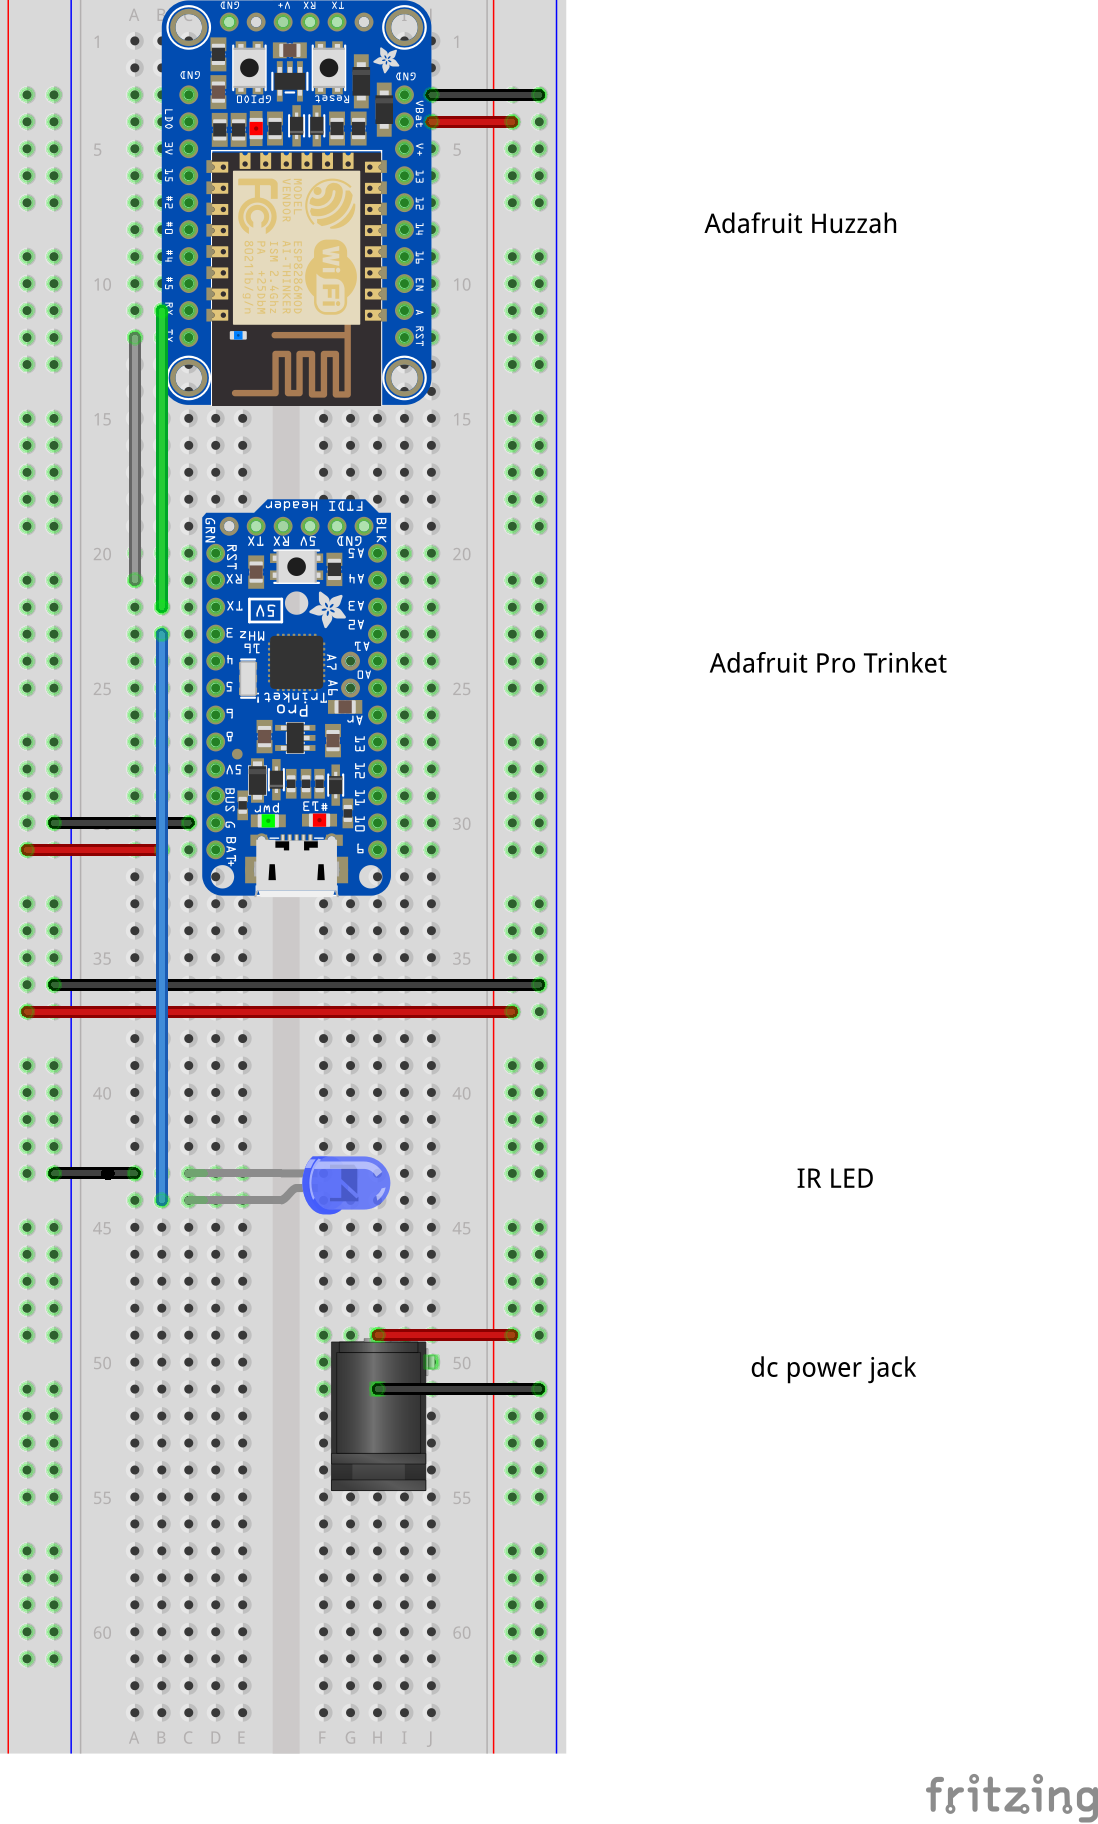 A B C I J
GND V+ RX TX
1 1
GND GND
GPIO0 Reset
LDO VBat
3V V+
5 5
15 13
#2 12
#0 14
#4 16
#5 EN
RX A
TX RST
10 10
MODEL ESP8266MOD
VENDOR AI-THINKER
ISM 2.4GHz
PA +25dBm
802.11b/g/n
FC
WiFi
Adafruit Huzzah
15 15
FTDI Header
GRN BLK
TX RX 5V GND
20 20
RST A5
RX A4
TX A3
5V
3 A2
16 MHz
4 A1
A7
5 A0
A6
25 25
Pro Trinket!
6 Ar
8 13
5V 12
BUS 11
G 10
BAT+ 9
pwr #13
Adafruit Pro Trinket
30
35 35
40 40
IR LED
45 45
50 50
dc power jack
55 55
60 60
A B C D E F G H I J
fritzing